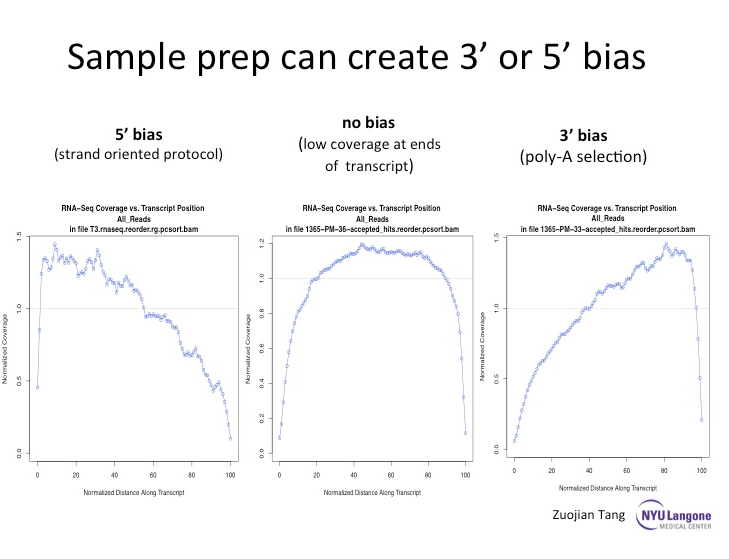 Sample prep can create 3’ or 5’ bias
5’ bias
(strand oriented protocol)
no bias
(low coverage at ends
of transcript)
3’ bias
(poly-A selection)
RNA−Seq Coverage vs. Transcript Position
All_Reads
in file T3.rnaseq.reorder.rg.pcsort.bam
Normalized Coverage
1.5
1.0
0.5
0.0
0 20 40 60 80 100
Normalized Distance Along Transcript
RNA−Seq Coverage vs. Transcript Position
All_Reads
in file 1365−PM−36−accepted_hits.reorder.pcsort.bam
Normalized Coverage
1.2
1.0
0.8
0.6
0.4
0.2
0.0
0 20 40 60 80 100
Normalized Distance Along Transcript
RNA−Seq Coverage vs. Transcript Position
All_Reads
in file 1365−PM−33−accepted_hits.reorder.pcsort.bam
Normalized Coverage
1.5
1.0
0.5
0.0
0 20 40 60 80 100
Normalized Distance Along Transcript
Zuojian Tang
NYU Langone
MEDICAL CENTER